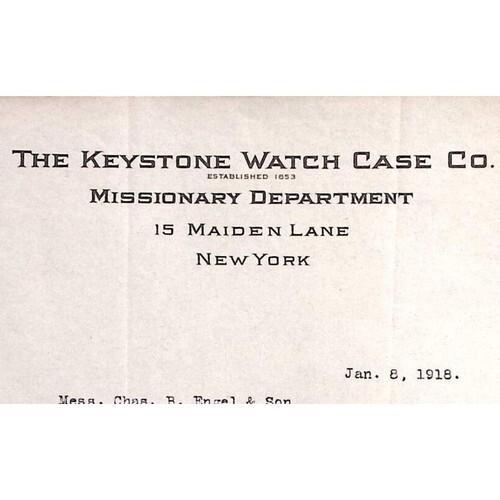 THE KEYSTONE WATCH CASE CO.
ESTABLISHED 1853
MISSIONARY DEPARTMENT
15 MAIDEN LANE
NEW YORK
Jan. 8, 1918.
Mess. Chas. B. Engel & Son